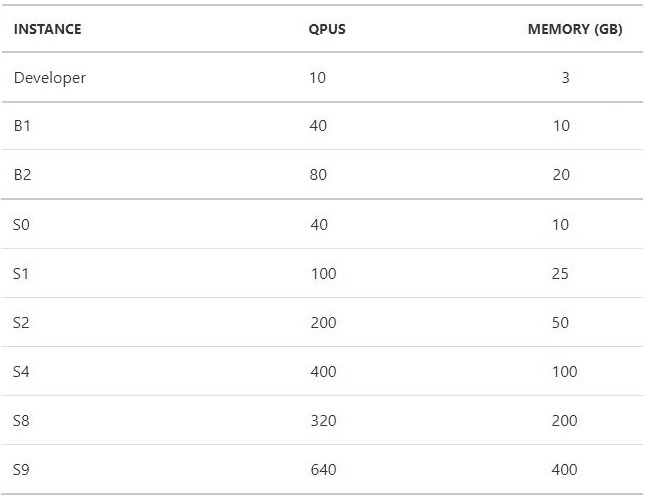 INSTANCE QPUS MEMORY (GB)
Developer 10 3
B1 40 10
B2 80 20
S0 40 10
S1 100 25
S2 200 50
S4 400 100
S8 320 200
S9 640 400